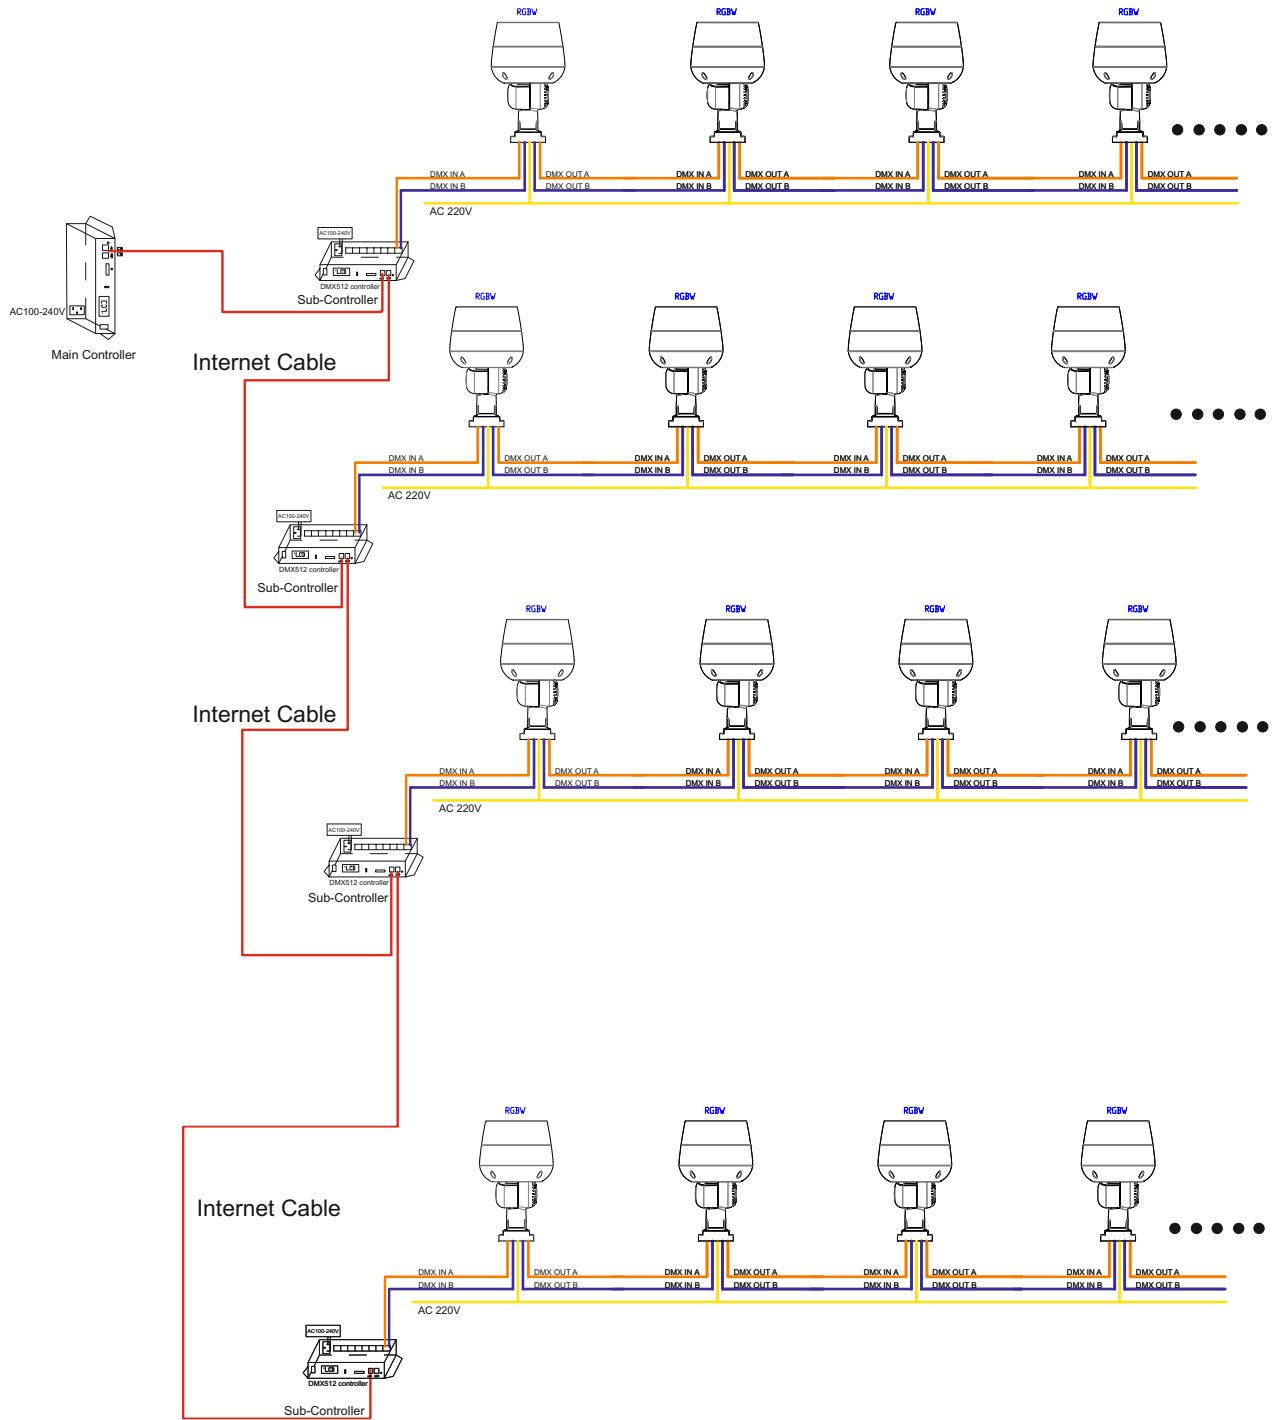 RGBW RGBW RGBW RGBW
DMX IN A DMX OUT A DMX IN A DMX OUT A DMX IN A DMX OUT A DMX IN A DMX OUT A
DMX IN B DMX OUT B DMX IN B DMX OUT B DMX IN B DMX OUT B DMX IN B DMX OUT B
AC 220V
AC100-240V
LCD
DMX512 controller
Sub-Controller
LCD
AC100-240V
Main Controller
Internet Cable
RGBW RGBW RGBW RGBW
DMX IN A DMX OUT A DMX IN A DMX OUT A DMX IN A DMX OUT A DMX IN A DMX OUT A
DMX IN B DMX OUT B DMX IN B DMX OUT B DMX IN B DMX OUT B DMX IN B DMX OUT B
AC 220V
AC100-240V
LCD
DMX512 controller
Sub-Controller
RGBW RGBW RGBW RGBW
Internet Cable
DMX IN A DMX OUT A DMX IN A DMX OUT A DMX IN A DMX OUT A DMX IN A DMX OUT A
DMX IN B DMX OUT B DMX IN B DMX OUT B DMX IN B DMX OUT B DMX IN B DMX OUT B
AC 220V
AC100-240V
LCD
DMX512 controller
Sub-Controller
RGBW RGBW RGBW RGBW
Internet Cable
DMX IN A DMX OUT A DMX IN A DMX OUT A DMX IN A DMX OUT A DMX IN A DMX OUT A
DMX IN B DMX OUT B DMX IN B DMX OUT B DMX IN B DMX OUT B DMX IN B DMX OUT B
AC 220V
AC100-240V
LCD
DMX512 controller
Sub-Controller